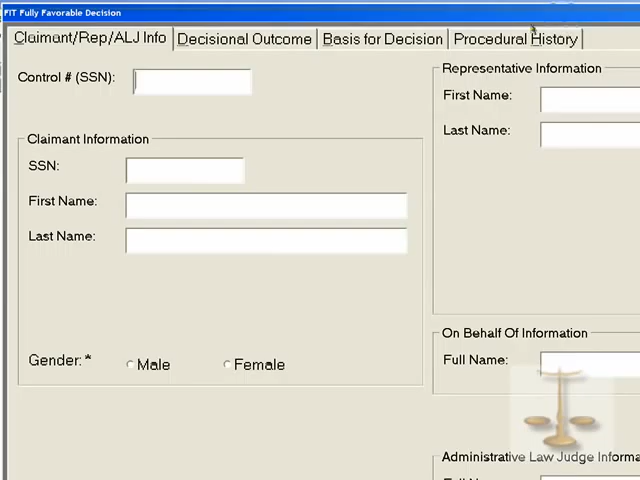 FIT Fully Favorable Decision
Claimant/Rep/ALJ Info
Decisional Outcome
Basis for Decision
Procedural History
Control # (SSN):
Claimant Information
SSN:
First Name:
Last Name:
Gender: *
Male
Female
Representative Information
First Name:
Last Name:
On Behalf Of Information
Full Name:
Administrative Law Judge Informa